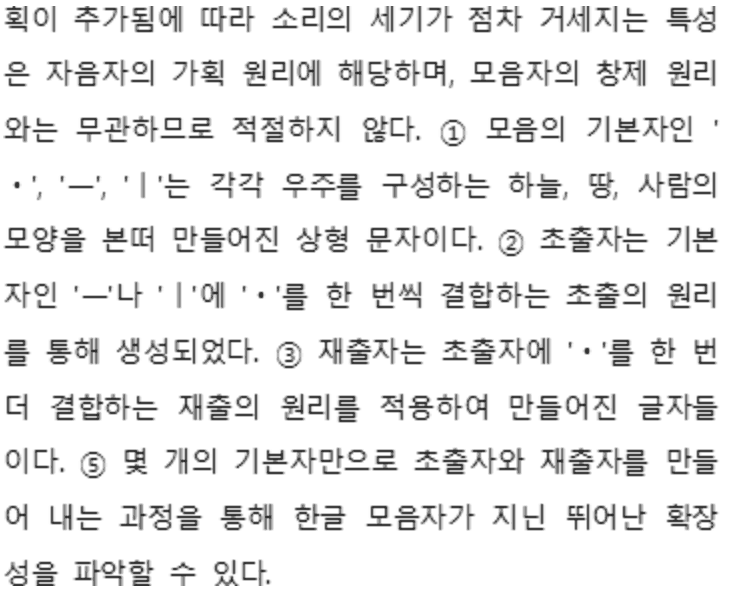 획이 추가됨에 따라 소리의 세기가 점차 거세지는 특성
은 자음자의 가획 원리에 해당하며, 모음자의 창제 원리
와는 무관하므로 적절하지 않다. ① 모음의 기본자인 '
·', 'ㅡ', 'ㅣ'는 각각 우주를 구성하는 하늘, 땅, 사람의
모양을 본떠 만들어진 상형 문자이다. ② 초출자는 기본
자인 'ㅡ'나 'ㅣ'에 '·'를 한 번씩 결합하는 초출의 원리
를 통해 생성되었다. ③ 재출자는 초출자에 '·'를 한 번
더 결합하는 재출의 원리를 적용하여 만들어진 글자들
이다. ⑤ 몇 개의 기본자만으로 초출자와 재출자를 만들
어 내는 과정을 통해 한글 모음자가 지닌 뛰어난 확장
성을 파악할 수 있다.